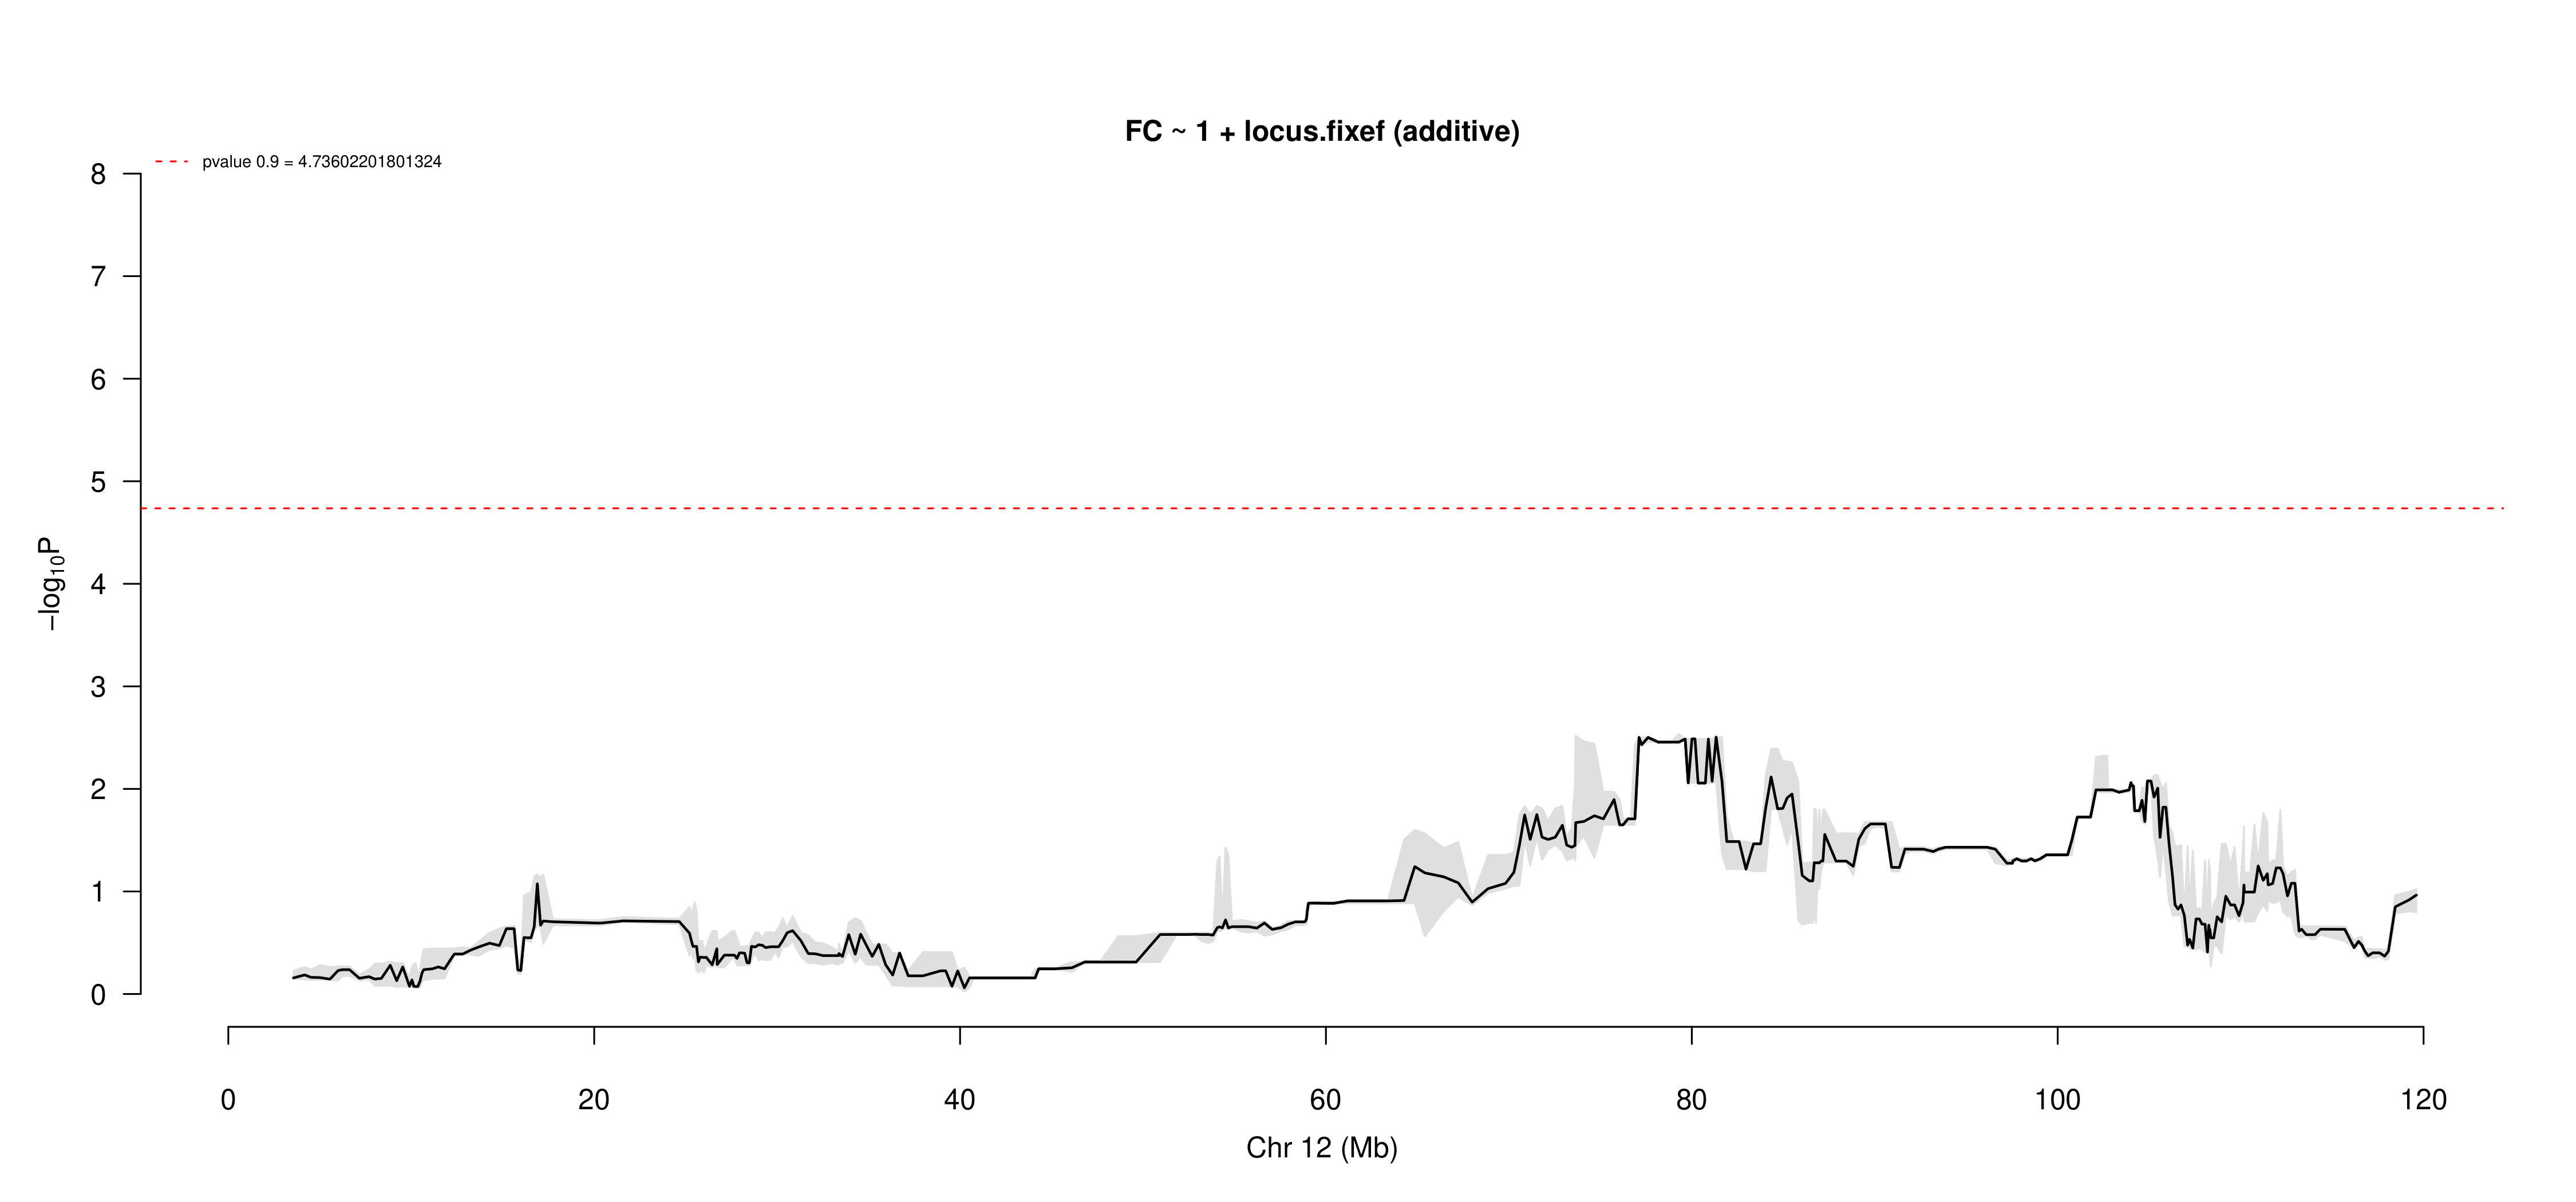 FC ~ 1 + locus.fixef (additive)
pvalue 0.9 = 4.73602201801324
8
7
6
5
4
3
2
1
0
−log10P
0 20 40 60 80 100 120
Chr 12 (Mb)